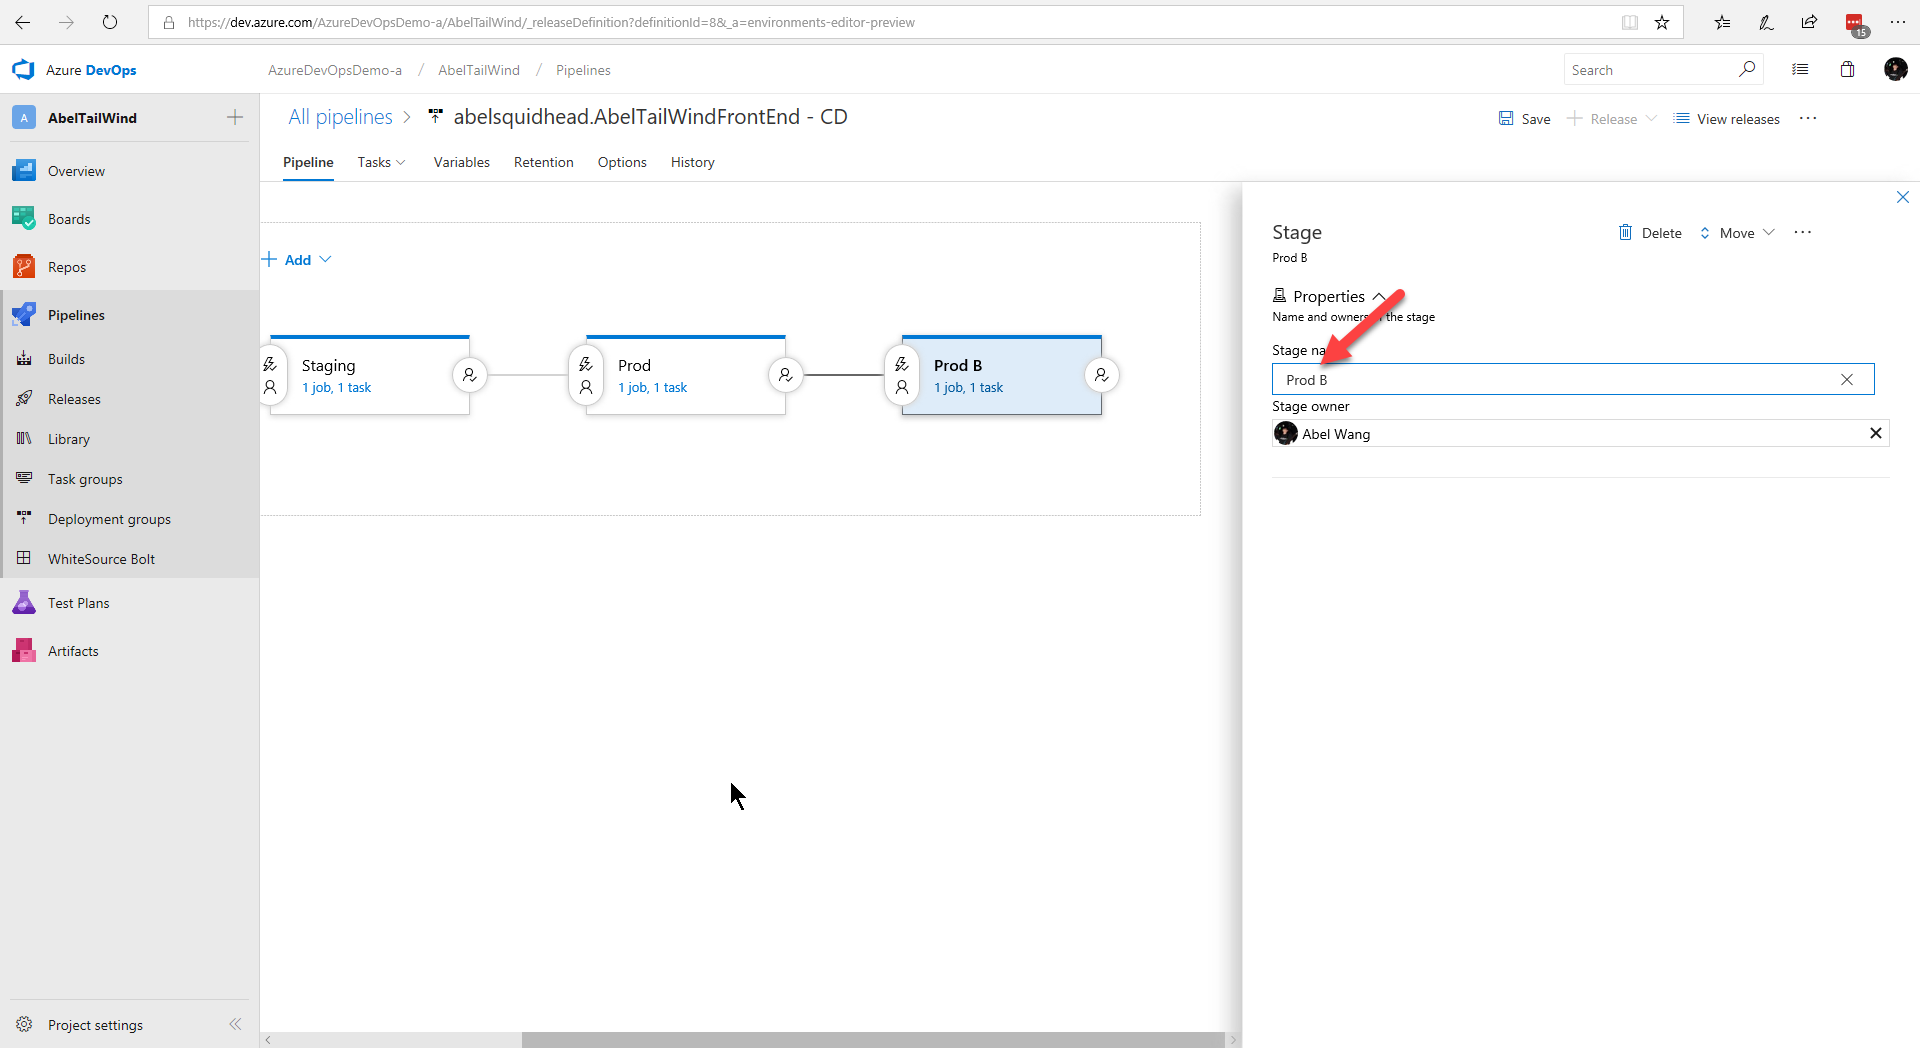 https://dev.azure.com/AzureDevOpsDemo-a/AbelTailWind/_releaseDefinition?definitionId=8&_a=environments-editor-preview
15
Azure DevOps
AzureDevOpsDemo-a / AbelTailWind / Pipelines
Search
A AbelTailWind
All pipelines > abelsquidhead.AbelTailWindFrontEnd - CD
Save
Release
View releases
Pipeline Tasks Variables Retention Options History
Overview
Boards
Repos
Pipelines
Builds
Releases
Library
Task groups
Deployment groups
WhiteSource Bolt
Test Plans
Artifacts
Project settings
Add
Staging
1 job, 1 task
Prod
1 job, 1 task
Prod B
1 job, 1 task
Stage
Delete
Move
Prod B
Properties
Name and owners the stage
Stage
Prod B
Stage owner
Abel Wang